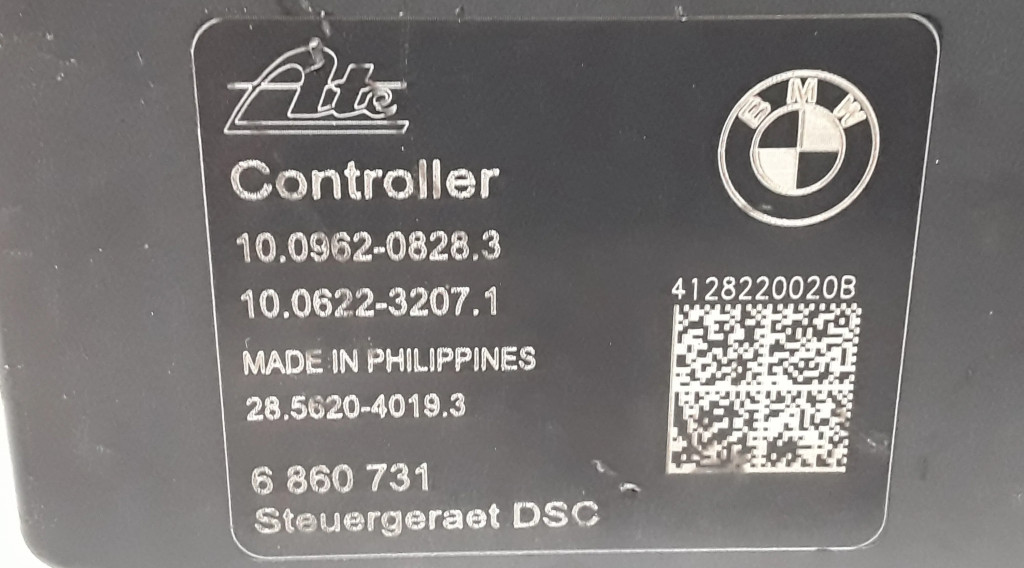 Ate
BMW
Controller
10.0962-0828.3
10.0622-3207.1
4128220020B
MADE IN PHILIPPINES
28.5620-4019.3
6 860 731
Steuergeraet DSC